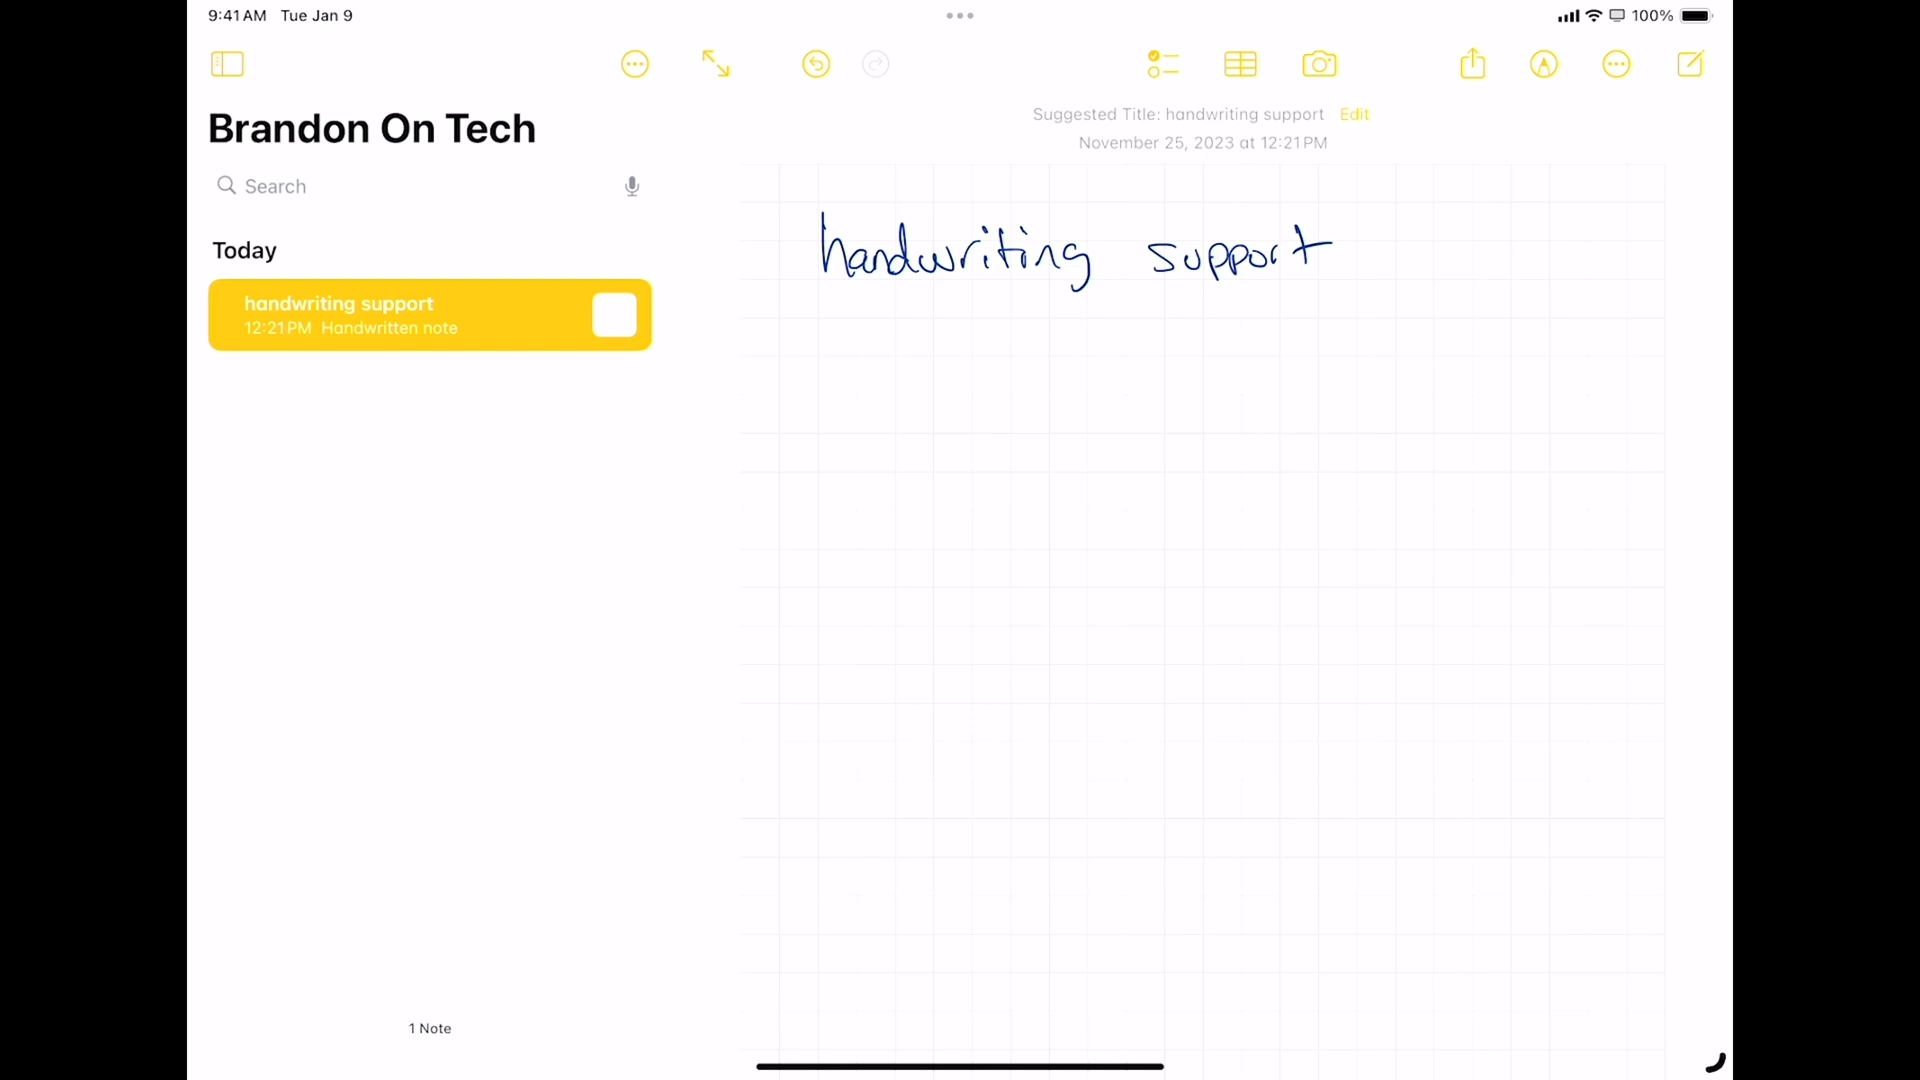 9:41 AM Tue Jan 9
100%
Brandon On Tech
Search
Today
handwriting support
12:21 PM Handwritten note
1 Note
Suggested Title: handwriting support Edit
November 25, 2023 at 12:21 PM
handwriting support